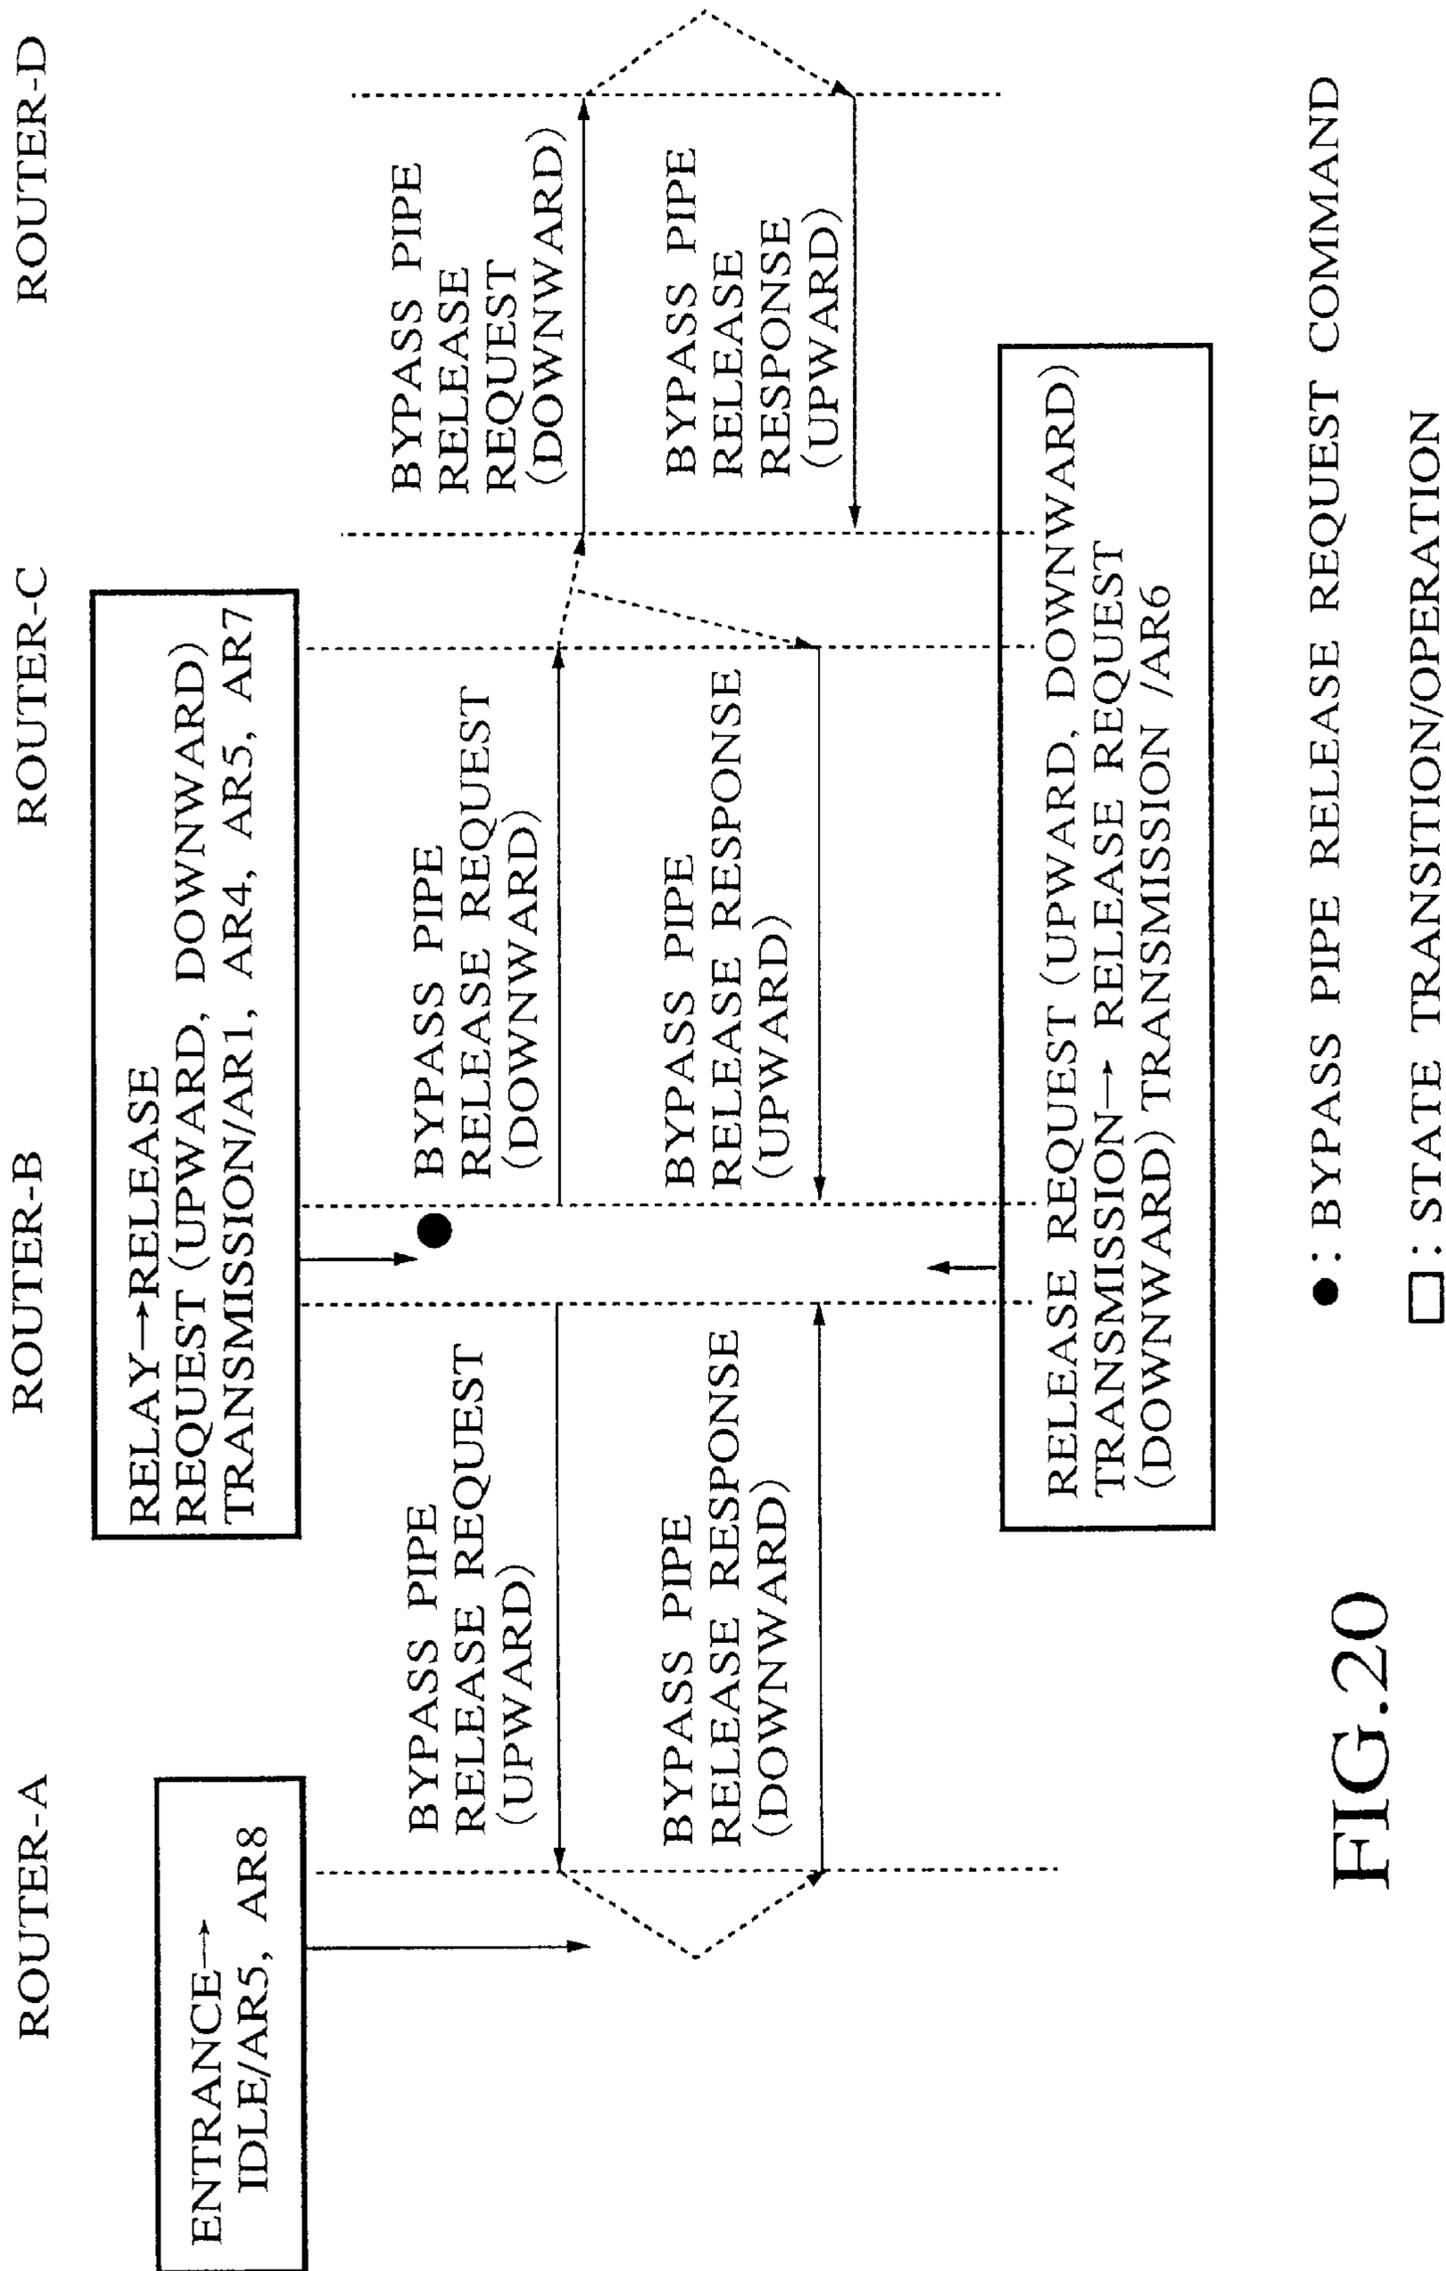 ROUTER-A
ROUTER-B
ROUTER-C
ROUTER-D
ENTRANCE→
IDLE/AR5, AR8
RELAY→RELEASE
REQUEST (UPWARD, DOWNWARD)
TRANSMISSION/AR1, AR4, AR5, AR7
BYPASS PIPE
RELEASE REQUEST
(UPWARD)
BYPASS PIPE
RELEASE REQUEST
(DOWNWARD)
BYPASS PIPE
RELEASE
REQUEST
(DOWNWARD)
BYPASS PIPE
RELEASE RESPONSE
(DOWNWARD)
BYPASS PIPE
RELEASE RESPONSE
(UPWARD)
BYPASS PIPE
RELEASE
RESPONSE
(UPWARD)
RELEASE REQUEST (UPWARD, DOWNWARD)
TRANSMISSION→ RELEASE REQUEST
(DOWNWARD) TRANSMISSION /AR6
●: BYPASS PIPE RELEASE REQUEST COMMAND
□: STATE TRANSITION/OPERATION
FIG.20